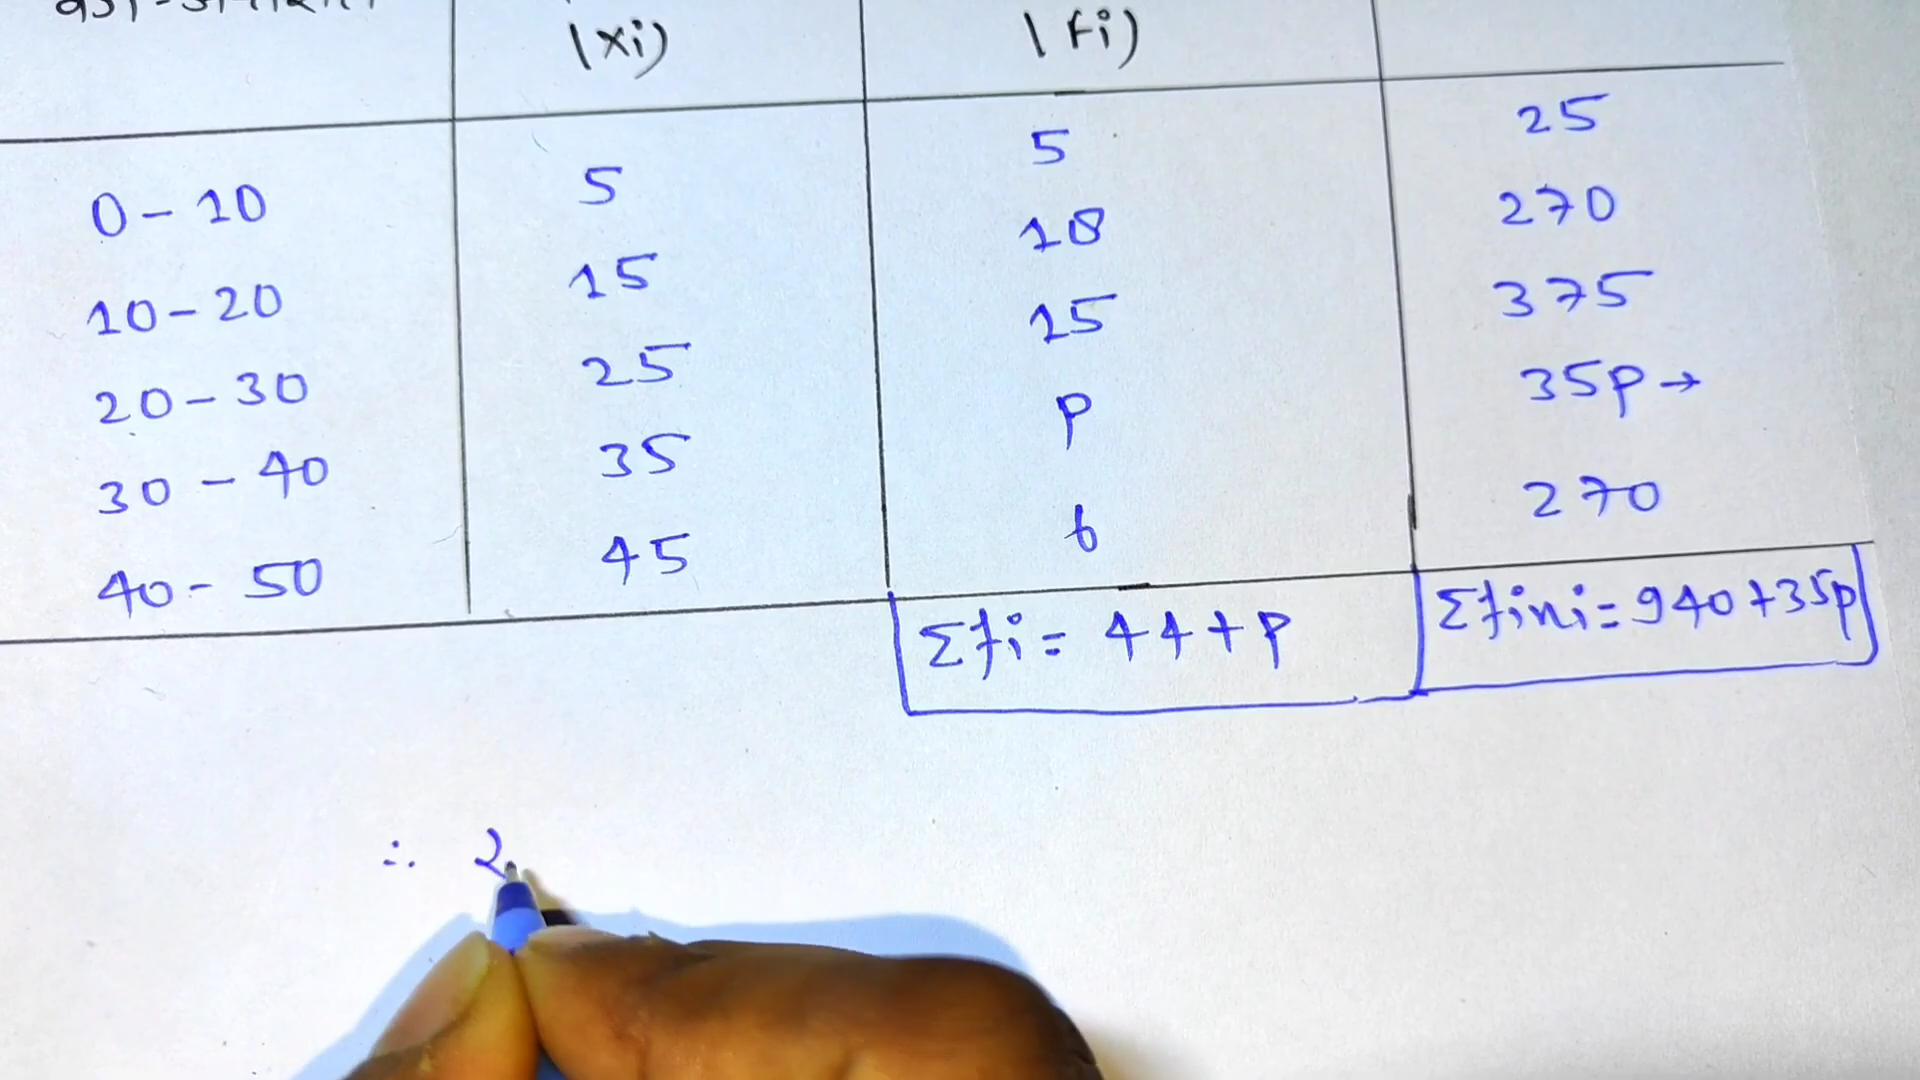 (xi) (fi)
0-10 5 5 25
10-20 15 18 270
20-30 25 15 375
30-40 35 p 35p→
40-50 45 6 270
Σfi= 44+p Σfixi=940+35p
∴ 2